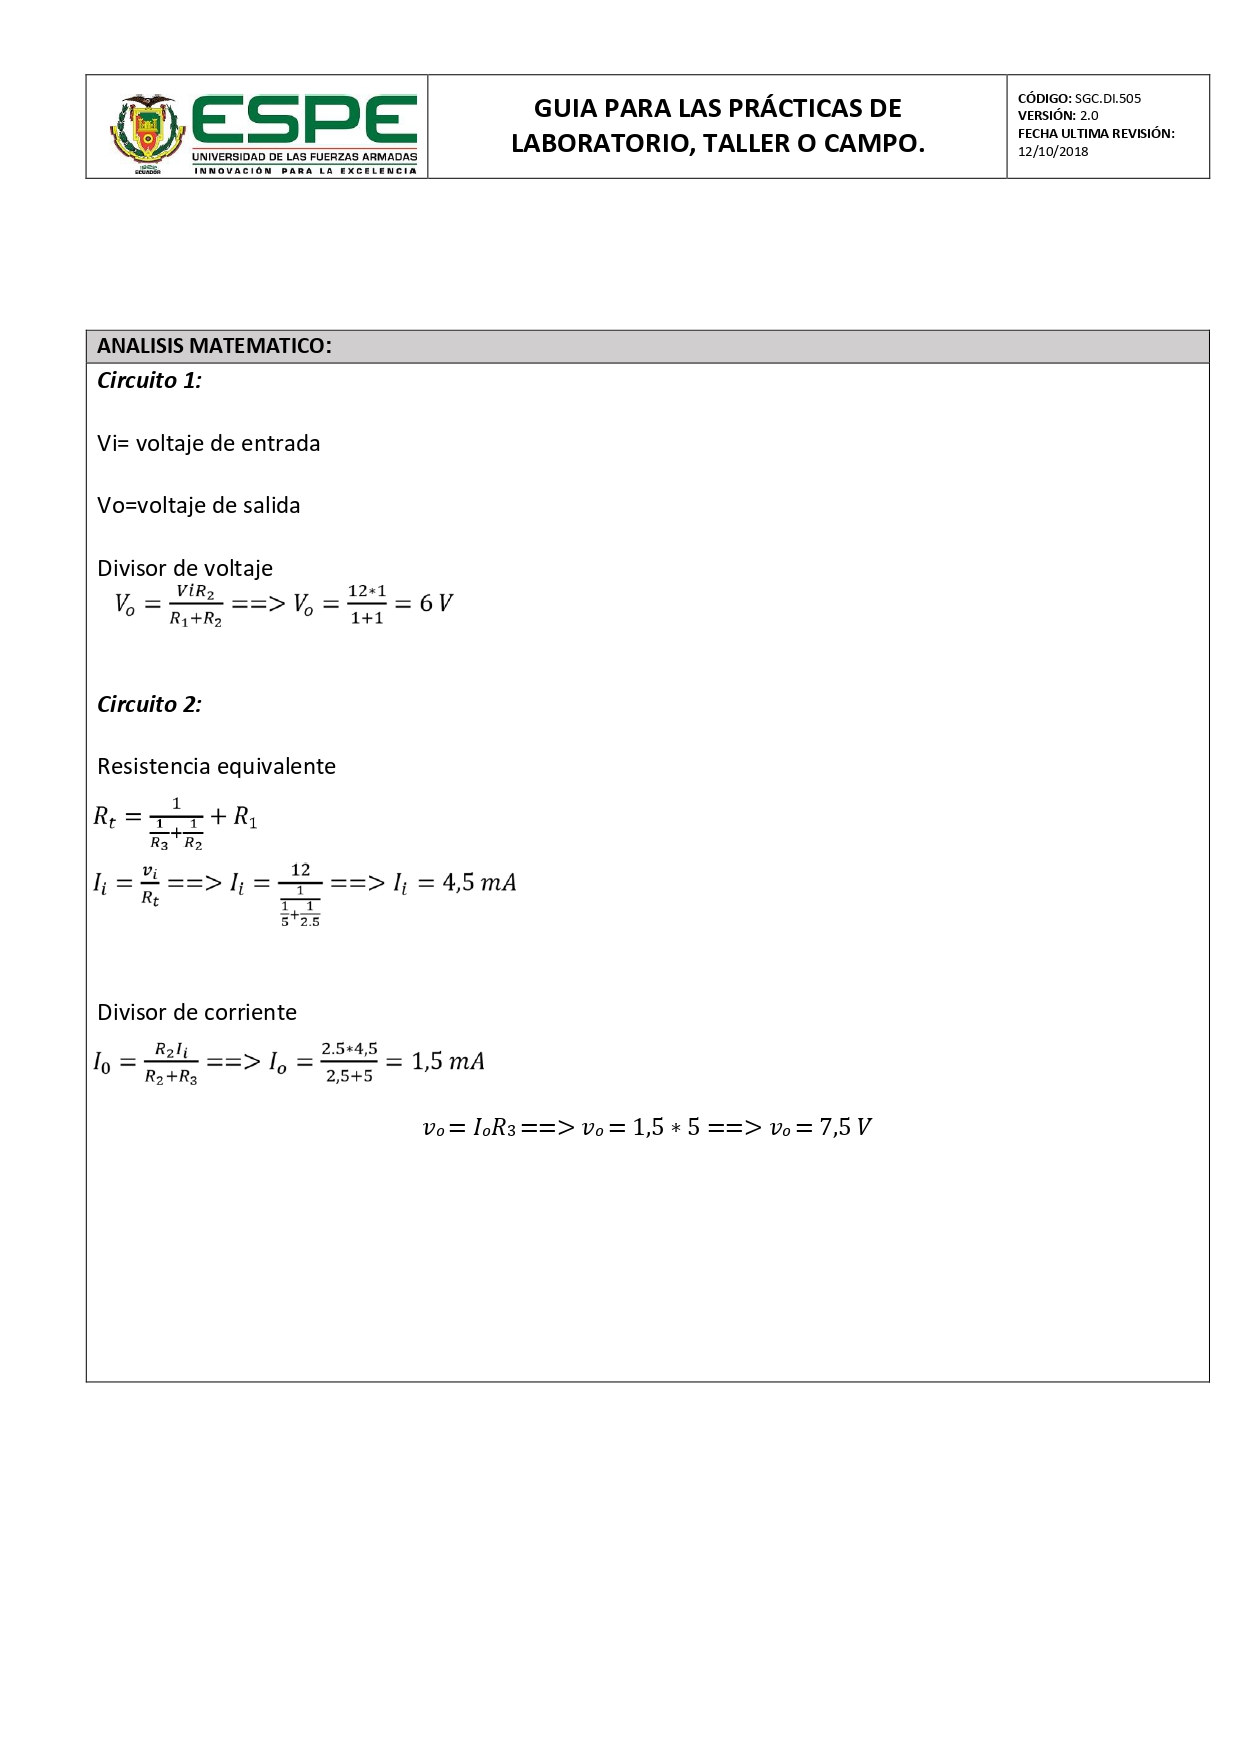 ESPE
UNIVERSIDAD DE LAS FUERZAS ARMADAS
INNOVACIÓN PARA LA EXCELENCIA
ECUADOR
GUIA PARA LAS PRÁCTICAS DE
LABORATORIO, TALLER O CAMPO.
CÓDIGO: SGC.DI.505
VERSIÓN: 2.0
FECHA ULTIMA REVISIÓN:
12/10/2018
ANALISIS MATEMATICO:
Circuito 1:
Vi= voltaje de entrada
Vo=voltaje de salida
Divisor de voltaje
V_o = \frac{ViR_2}{R_1+R_2} ==> V_o = \frac{12*1}{1+1} = 6 V
Circuito 2:
Resistencia equivalente
R_t = \frac{1}{\frac{1}{R_3}+\frac{1}{R_2}} + R_1
I_i = \frac{v_i}{R_t} ==> I_i = \frac{12}{\frac{1}{\frac{1}{5}+\frac{1}{2.5}}} ==> I_i = 4,5 mA
Divisor de corriente
I_0 = \frac{R_2I_i}{R_2+R_3} ==> I_o = \frac{2.5*4,5}{2,5+5} = 1,5 mA
v_o = I_oR_3 ==> v_o = 1,5 * 5 ==> v_o = 7,5 V